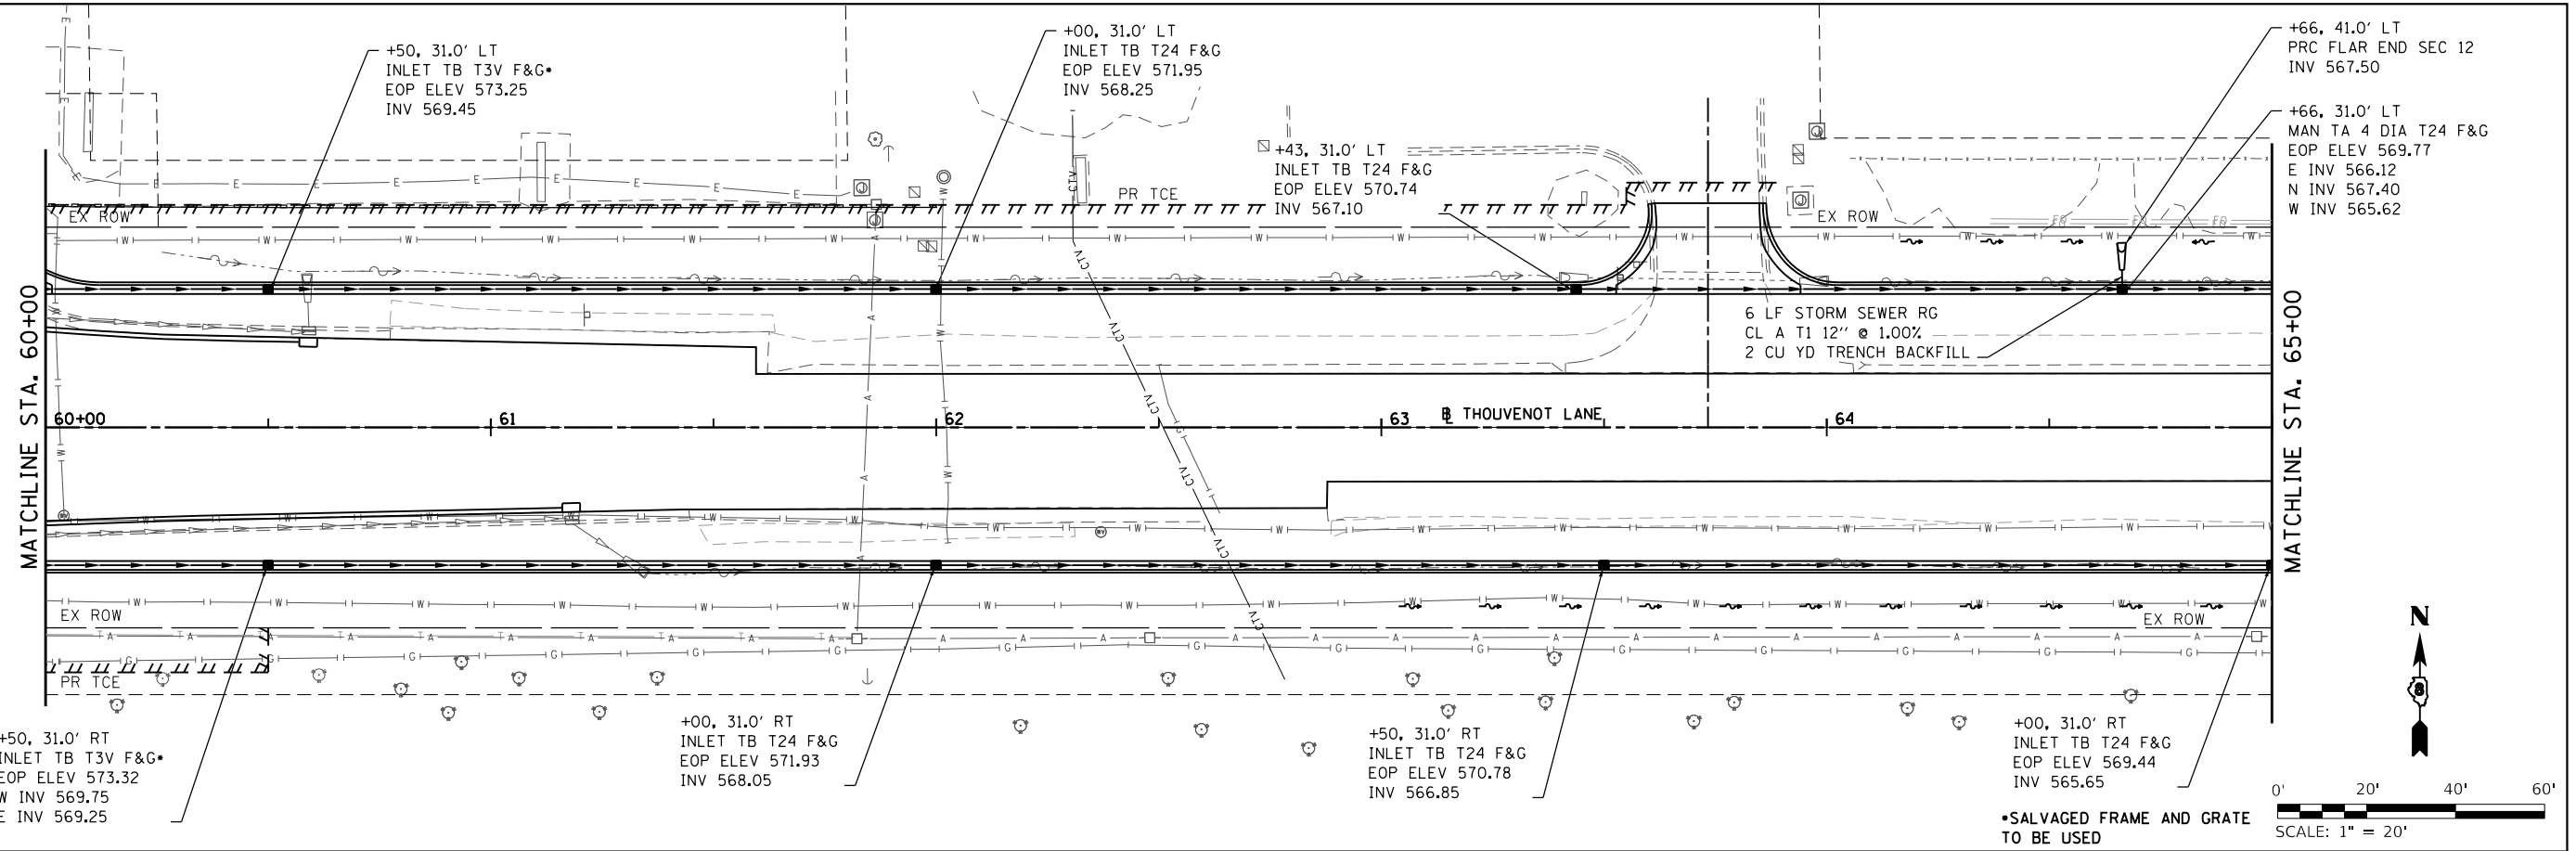 +50, 31.0' LT
INLET TB T3V F&G*
EOP ELEV 573.25
INV 569.45
+00, 31.0' LT
INLET TB T24 F&G
EOP ELEV 571.95
INV 568.25
+43, 31.0' LT
INLET TB T24 F&G
EOP ELEV 570.74
INV 567.10
+66, 41.0' LT
PRC FLAR END SEC 12
INV 567.50
+66, 31.0' LT
MAN TA 4 DIA T24 F&G
EOP ELEV 569.77
E INV 566.12
N INV 567.40
W INV 565.62
EX ROW
PR TCE
EX ROW
6 LF STORM SEWER RG
CL A T1 12'' @ 1.00%
2 CU YD TRENCH BACKFILL
MATCHLINE STA. 60+00
MATCHLINE STA. 65+00
60+00
61
62
63
64
THOUVENOT LANE
EX ROW
PR TCE
EX ROW
+50, 31.0' RT
INLET TB T3V F&G*
EOP ELEV 573.32
W INV 569.75
E INV 569.25
+00, 31.0' RT
INLET TB T24 F&G
EOP ELEV 571.93
INV 568.05
+50, 31.0' RT
INLET TB T24 F&G
EOP ELEV 570.78
INV 566.85
+00, 31.0' RT
INLET TB T24 F&G
EOP ELEV 569.44
INV 565.65
*SALVAGED FRAME AND GRATE
TO BE USED
N
0' 20' 40' 60'
SCALE: 1" = 20'